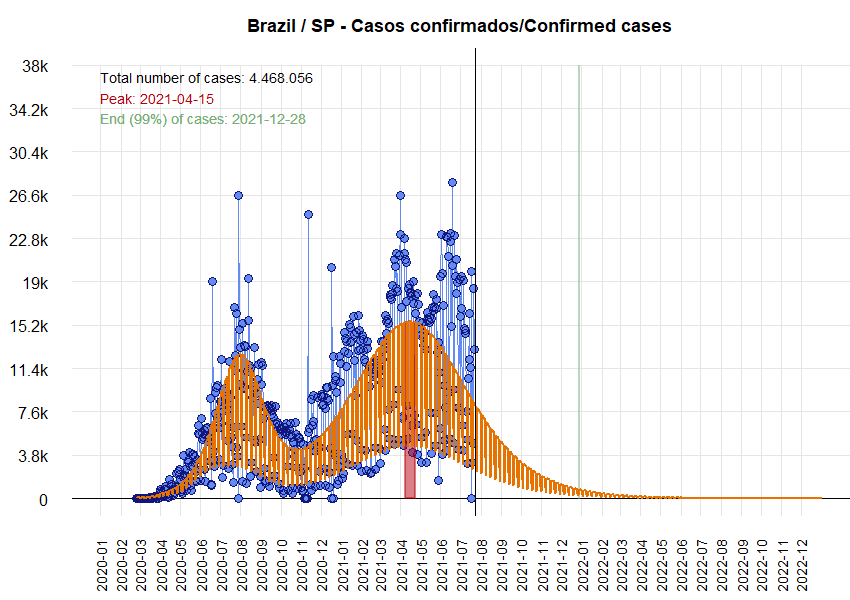 Brazil / SP - Casos confirmados/Confirmed cases
38k
Total number of cases: 4.468.056
Peak: 2021-04-15
34.2k
End (99%) of cases: 2021-12-28
30.4k
26.6k
22.8k
19k
15.2k
11.4k
7.6k
3.8k
0
2020-01
2020-02
2020-03
2020-04
2020-05
2020-06
2020-07
2020-08
2020-09
2020-10
2020-11
2020-12
2021-01
2021-02
2021-03
2021-04
2021-05
2021-06
2021-07
2021-08
2021-09
2021-10
2021-11
2021-12
2022-01
2022-02
2022-03
2022-04
2022-05
2022-06
2022-07
2022-08
2022-09
2022-10
2022-11
2022-12